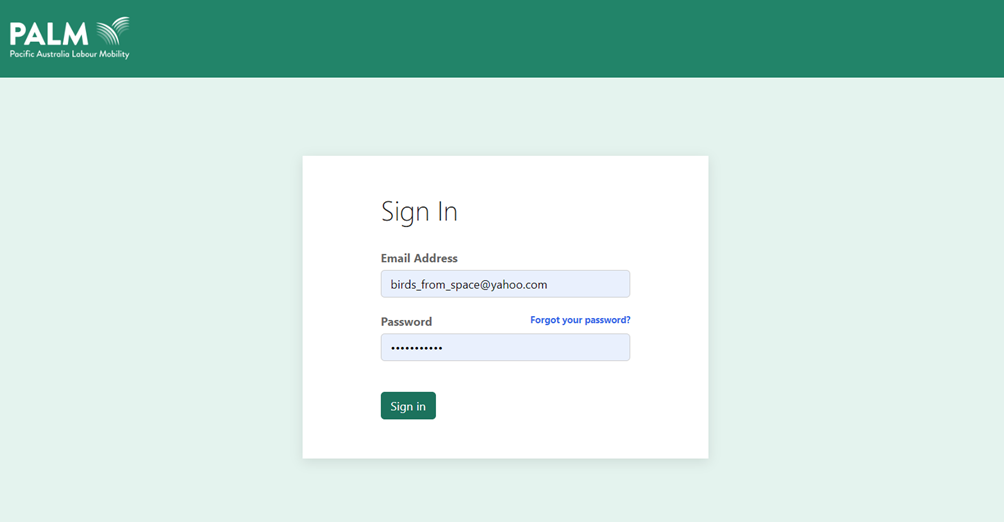 PALM
Pacific Australia Labour Mobility
Sign In
Email Address
birds_from_space@yahoo.com
Password Forgot your password?
•••••••••••
Sign in